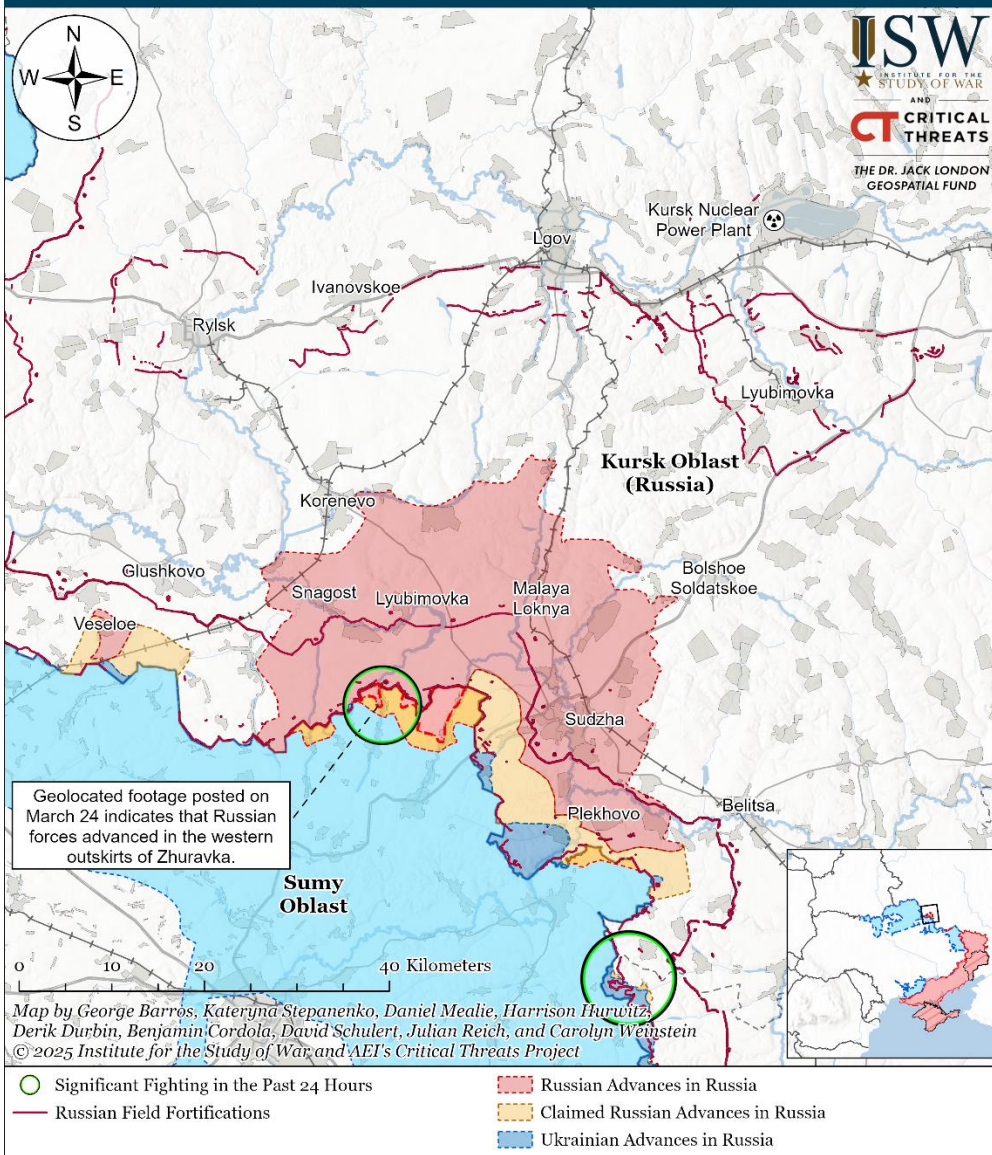 N
W
E
S
ISW
INSTITUTE FOR THE
STUDY OF WAR
AND
CT CRITICAL
THREATS
THE DR. JACK LONDON
GEOSPATIAL FUND
Kursk Nuclear
Power Plant
Lgov
Ivanovskoe
Rylsk
Lyubimovka
Kursk Oblast
(Russia)
Korenevo
Glushkovo
Snagost
Lyubimovka
Malaya
Loknya
Bolshoe
Soldatskoe
Veseloe
Sudzha
Geolocated footage posted on
March 24 indicates that Russian
forces advanced in the western
outskirts of Zhuravka.
Plekhovo
Belitsa
Sumy
Oblast
0 10 20 40 Kilometers
Map by George Barros, Kateryna Stepanenko, Daniel Mealie, Harrison Hurwitz,
Derik Durbin, Benjamin Cordola, David Schulert, Julian Reich, and Carolyn Weinstein
© 2025 Institute for the Study of War and AEI's Critical Threats Project
Significant Fighting in the Past 24 Hours
Russian Field Fortifications
Russian Advances in Russia
Claimed Russian Advances in Russia
Ukrainian Advances in Russia